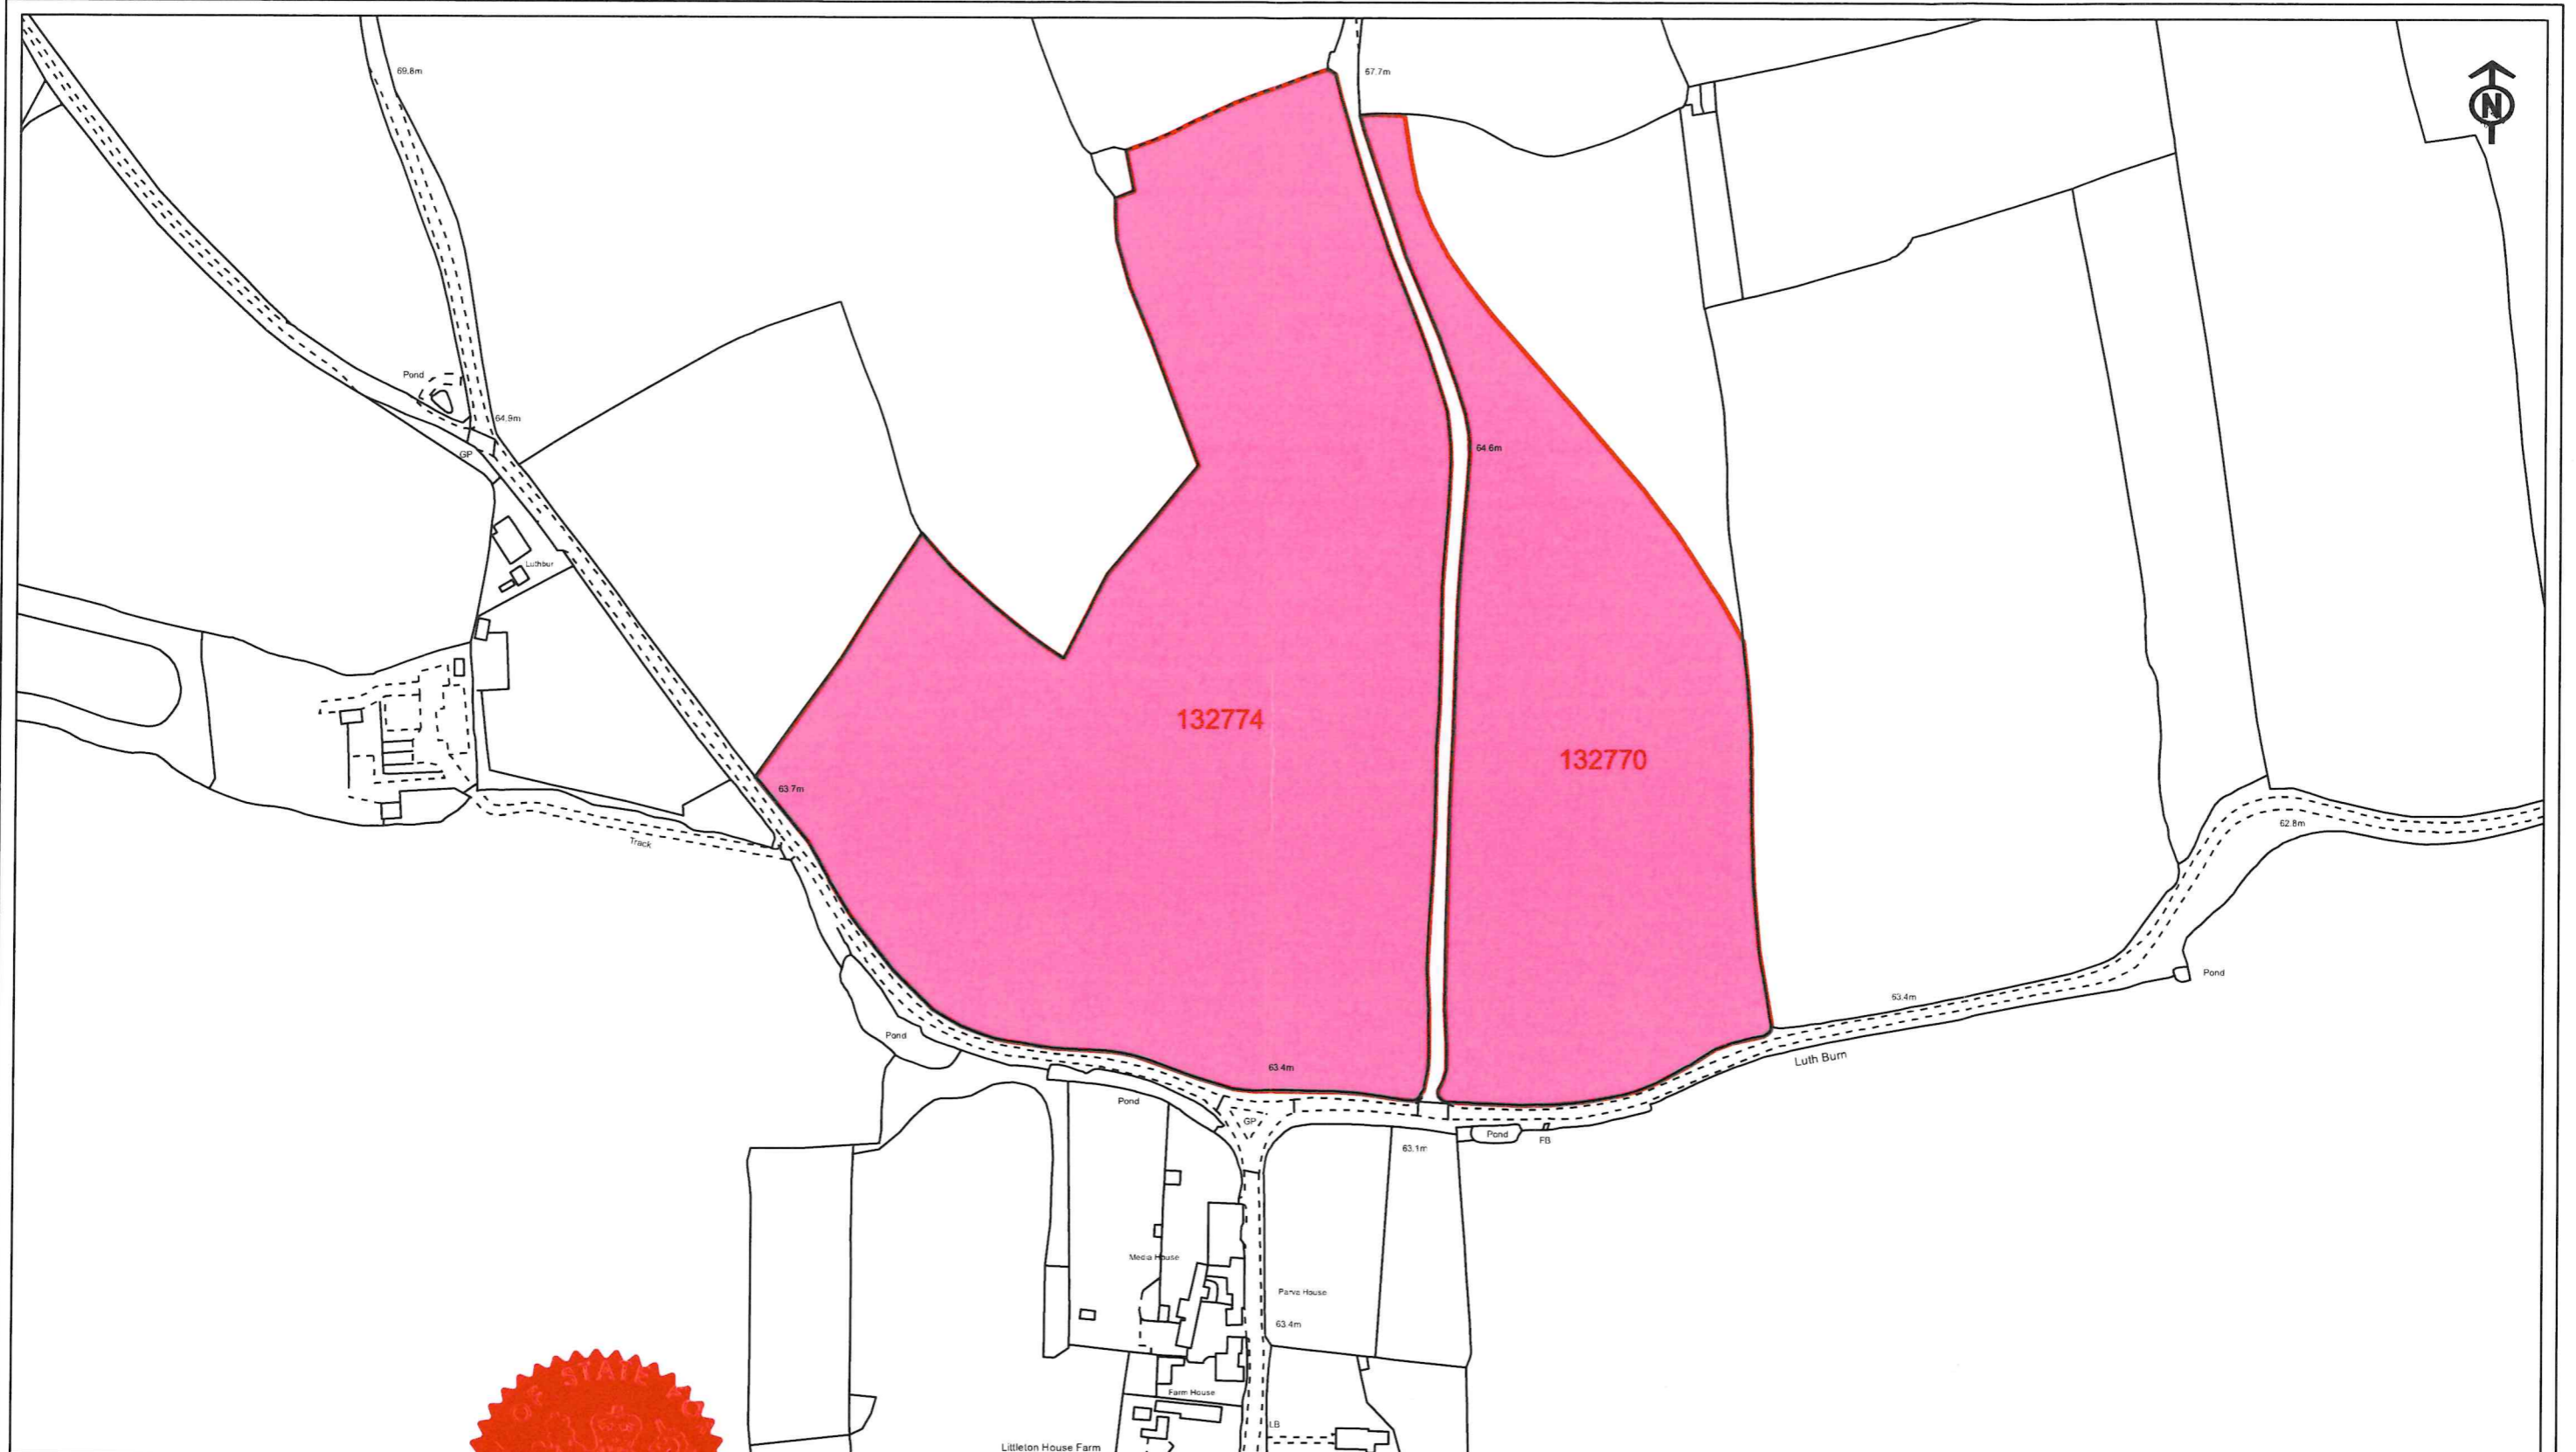 69.8m
67.7m
N
Pond
64.9m
GP
64.6m
Luthbur
132774
132770
63.7m
62.8m
Track
Pond
63.4m
Pond
Luth Burn
63.4m
Pond
GP
Pond
FB
63.1m
Media House
Parva House
63.4m
OF STATE
Farm House
LB
Littleton House Farm